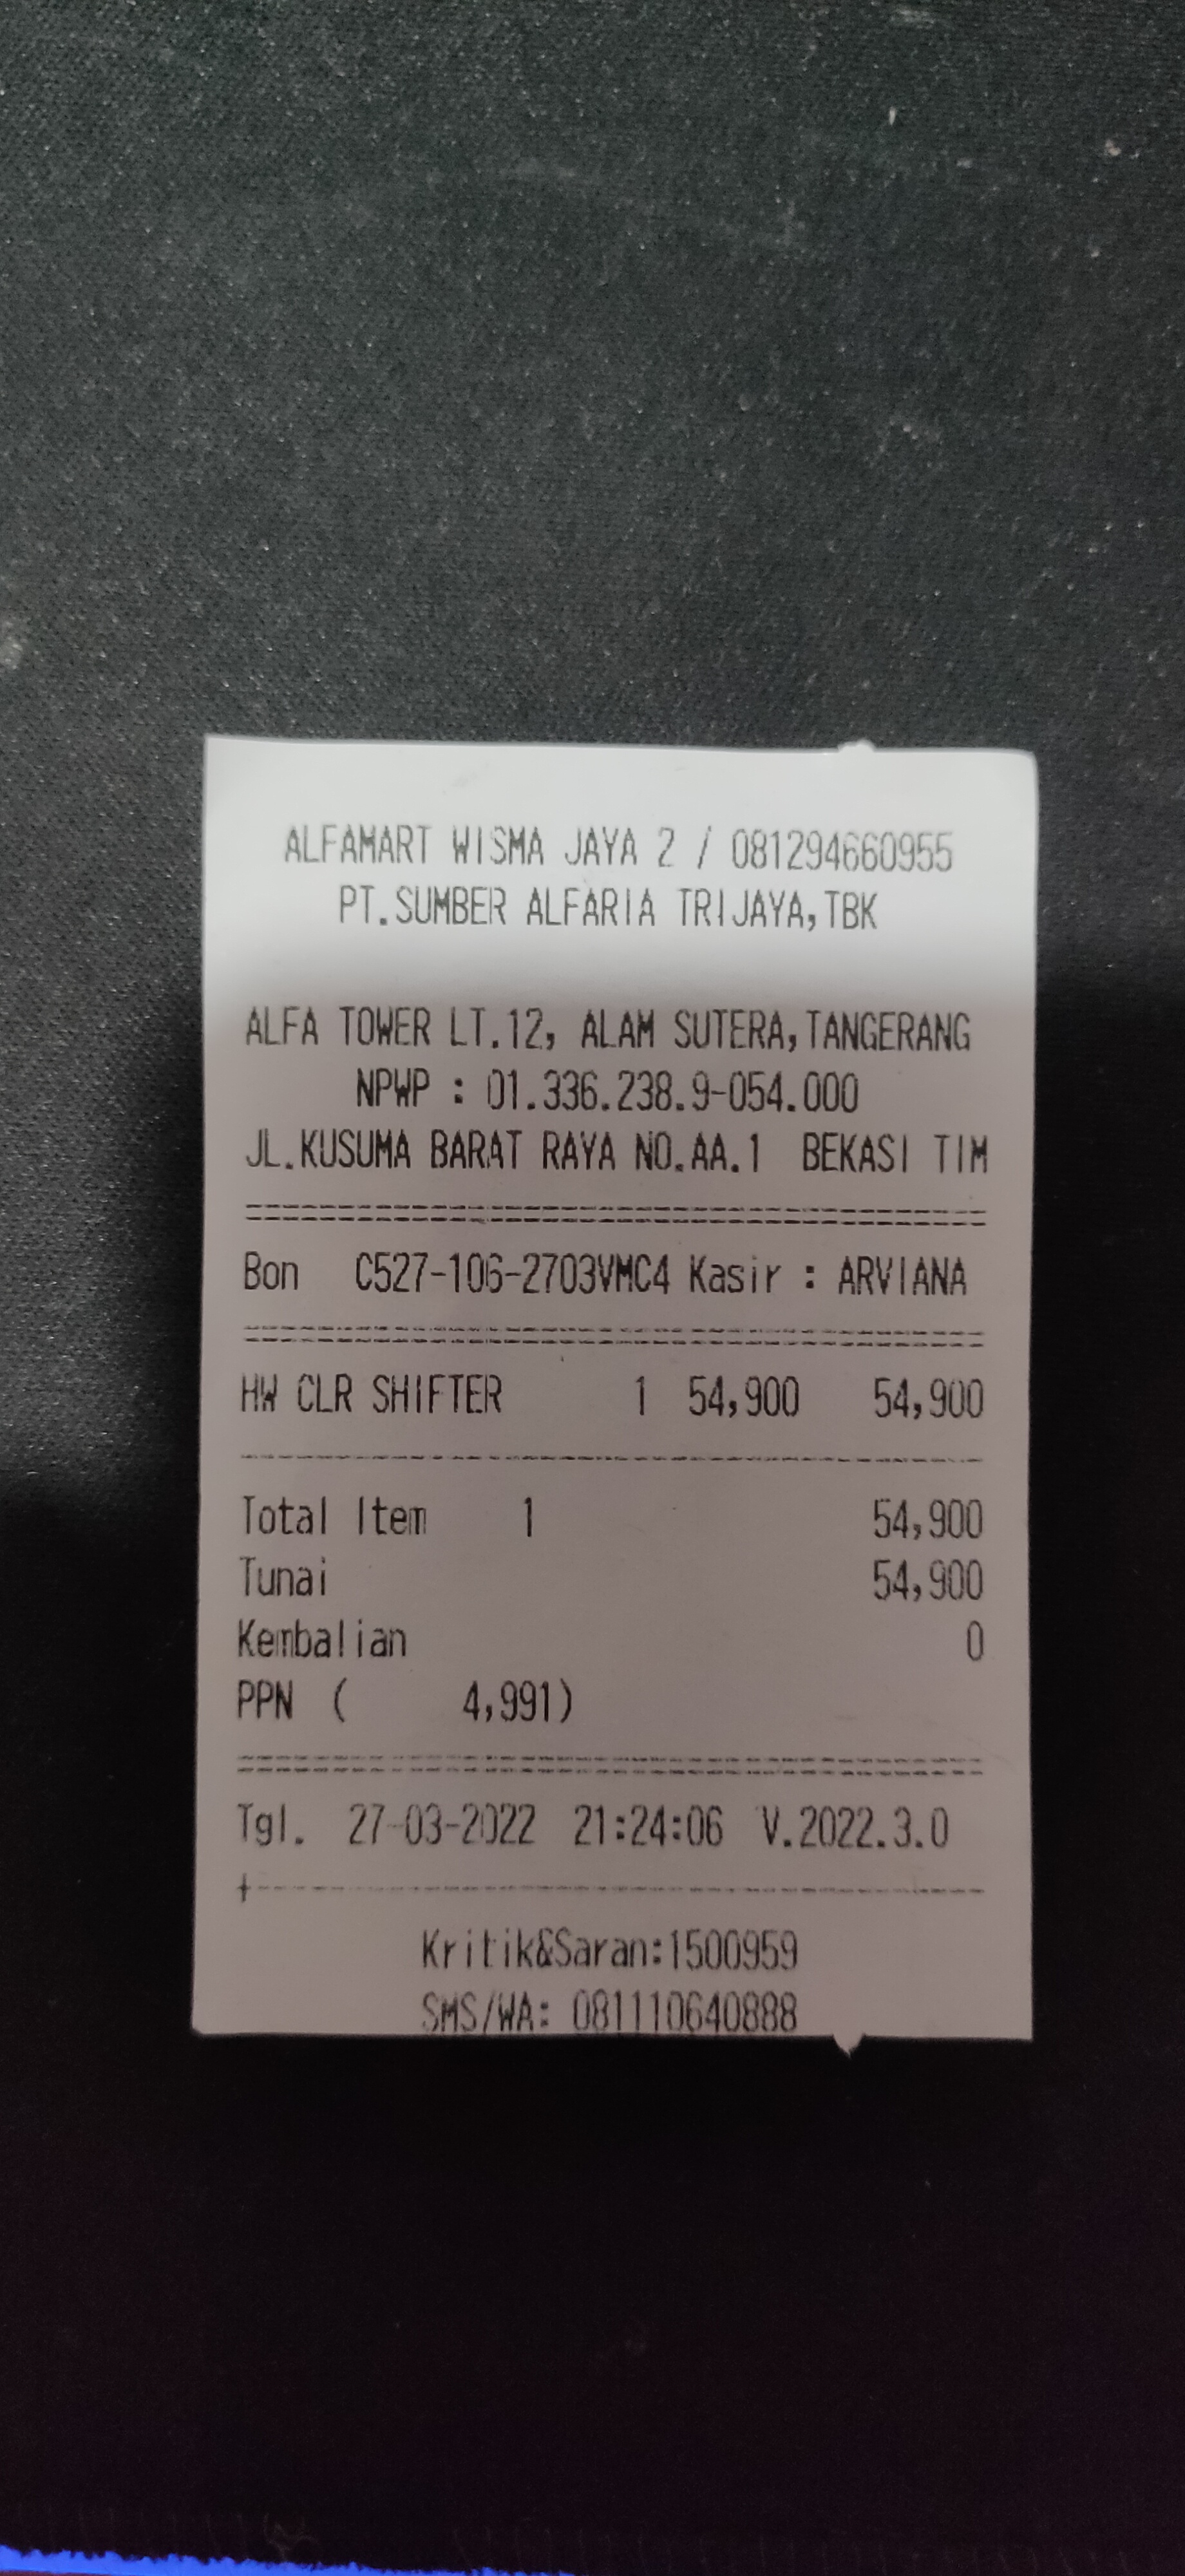 ALFAMART WISMA JAYA 2 / 081294660955
PT.SUMBER ALFARIA TRIJAYA,TBK
ALFA TOWER LT.12, ALAM SUTERA,TANGERANG
NPWP : 01.336.238.9-054.000
JL.KUSUMA BARAT RAYA NO.AA.1 BEKASI TIM
Bon C527-106-2703VMC4 Kasir : ARVIANA
HW CLR SHIFTER 1 54,900 54,900
Total Item 1 54,900
Tunai 54,900
Kembalian 0
PPN ( 4,991)
Tgl. 27-03-2022 21:24:06 V.2022.3.0
Kritik&Saran:1500959
SMS/WA: 081110640888